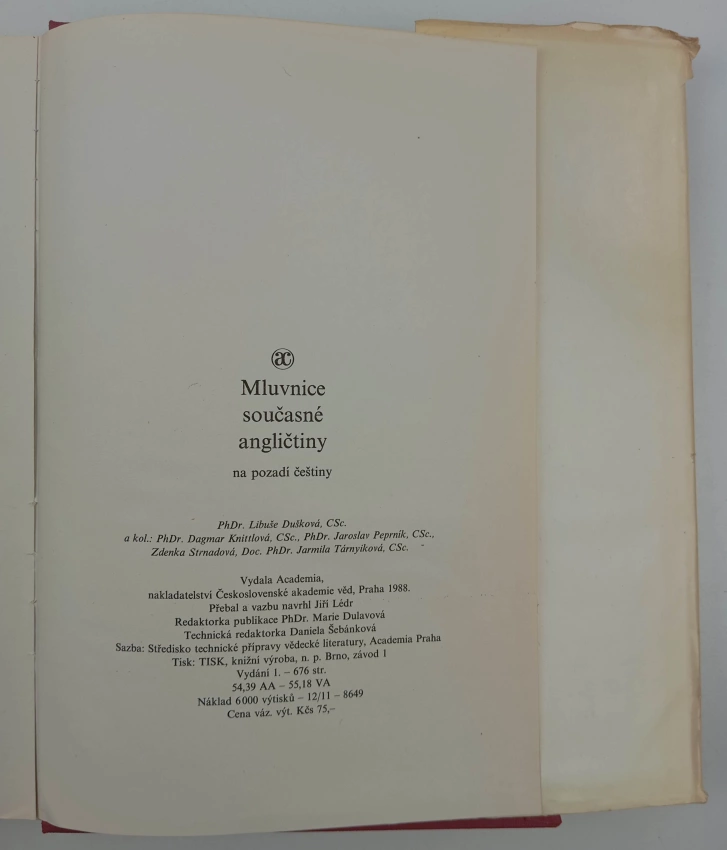 ac
Mluvnice
současné
angličtiny
na pozadí češtiny
PhDr. Libuše Dušková, CSc.
a kol.: PhDr. Dagmar Knittlová, CSc., PhDr. Jaroslav Peprník, CSc.,
Zdenka Strnadová, Doc. PhDr. Jarmila Tárnyiková, CSc.
Vydala Academia,
nakladatelství Československé akademie věd, Praha 1988.
Přebal a vazbu navrhl Jiří Lédr
Redaktorka publikace PhDr. Marie Dulavová
Technická redaktorka Daniela Šebánková
Sazba: Středisko technické přípravy vědecké literatury, Academia Praha
Tisk: TISK, knižní výroba, n. p. Brno, závod 1
Vydání 1. – 676 str.
54,39 AA – 55,18 VA
Náklad 6 000 výtisků – 12/11 – 8649
Cena váz. výt. Kčs 75,–